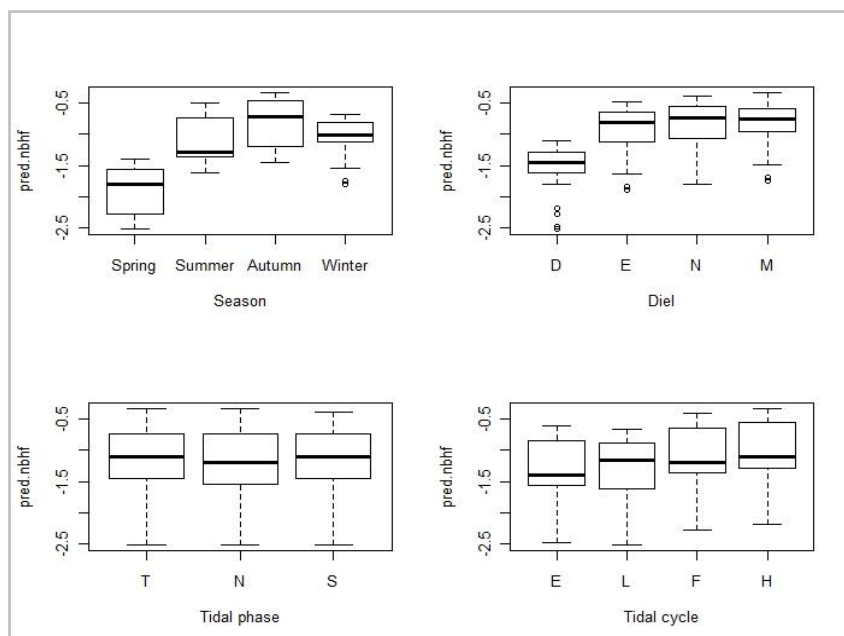 pred.nbhf
-0.5
-1.5
-2.5
Spring Summer Autumn Winter
Season
pred.nbhf
-0.5
-1.5
-2.5
D E N M
Diel
pred.nbhf
-0.5
-1.5
-2.5
T N S
Tidal phase
pred.nbhf
-0.5
-1.5
-2.5
E L F H
Tidal cycle